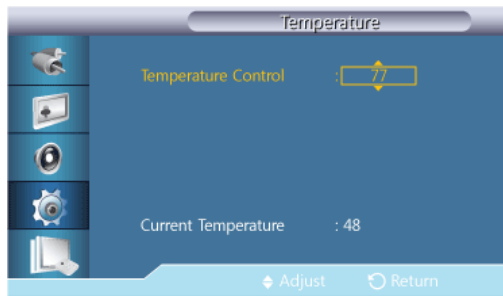 Temperature
Temperature Control : 77
Current Temperature : 48
Adjust Return